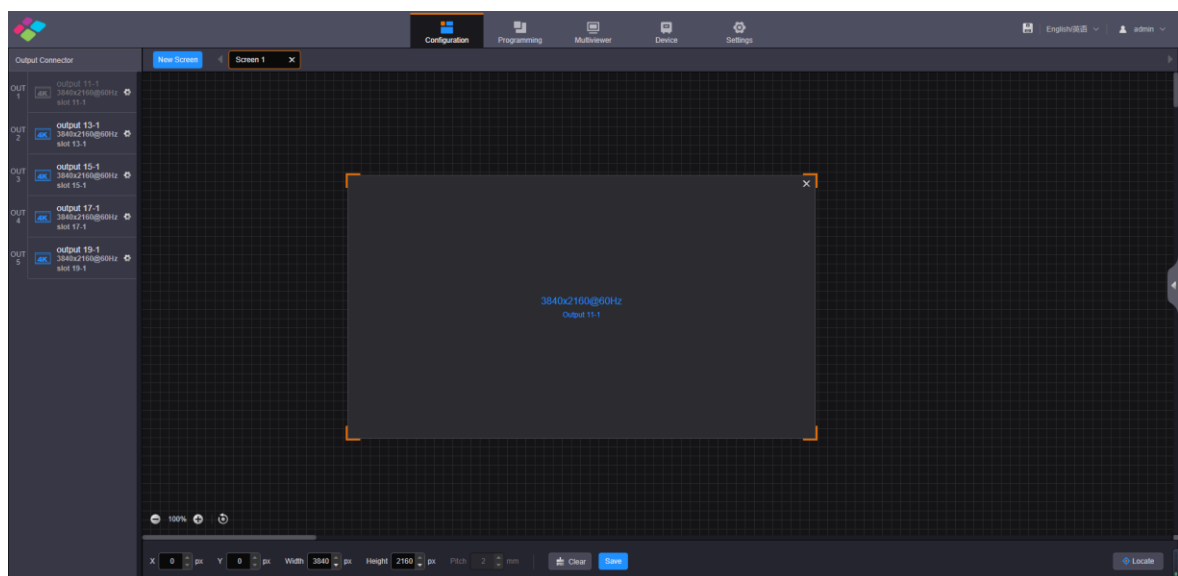 Configuration
Programming
Multiviewer
Device
Settings
English/英语
admin
Output Connector
New Screen
Screen 1
OUT 1
4K
output 11-1
3840x2160@60Hz
slot 11-1
OUT 2
4K
output 13-1
3840x2160@60Hz
slot 13-1
OUT 3
4K
output 15-1
3840x2160@60Hz
slot 15-1
OUT 4
4K
output 17-1
3840x2160@60Hz
slot 17-1
OUT 5
4K
output 19-1
3840x2160@60Hz
slot 19-1
3840x2160@60Hz
Output 11-1
100%
X 0 px Y 0 px Width 3840 px Height 2160 px Pitch 2 mm Clear Save Locate